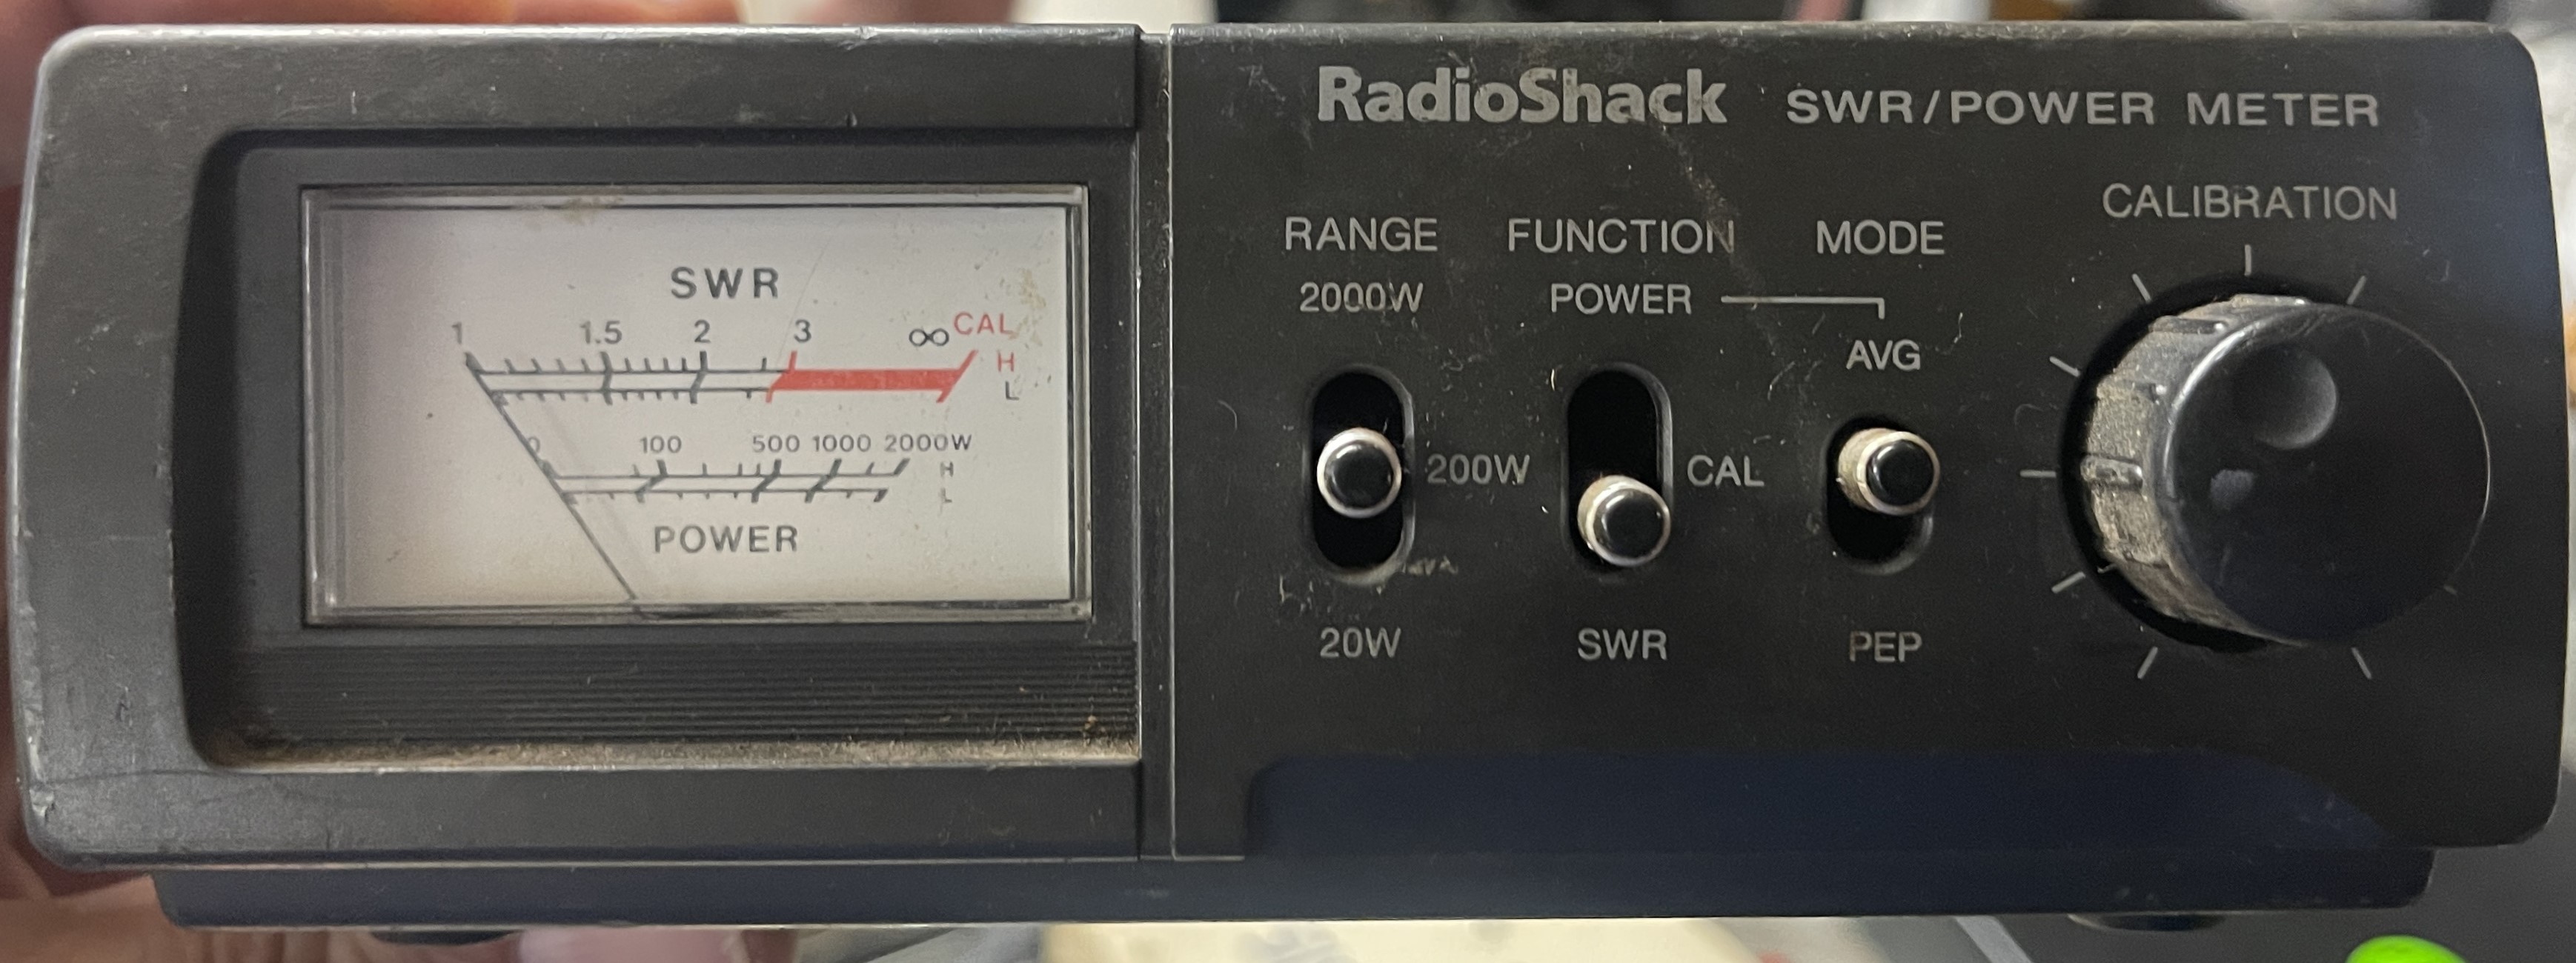 RadioShack SWR/POWER METER
SWR
1 1.5 2 3 ∞ CAL
H
L
0 100 500 1000 2000W
H
L
POWER
RANGE FUNCTION MODE CALIBRATION
2000W POWER
AVG
200W CAL
20W SWR PEP